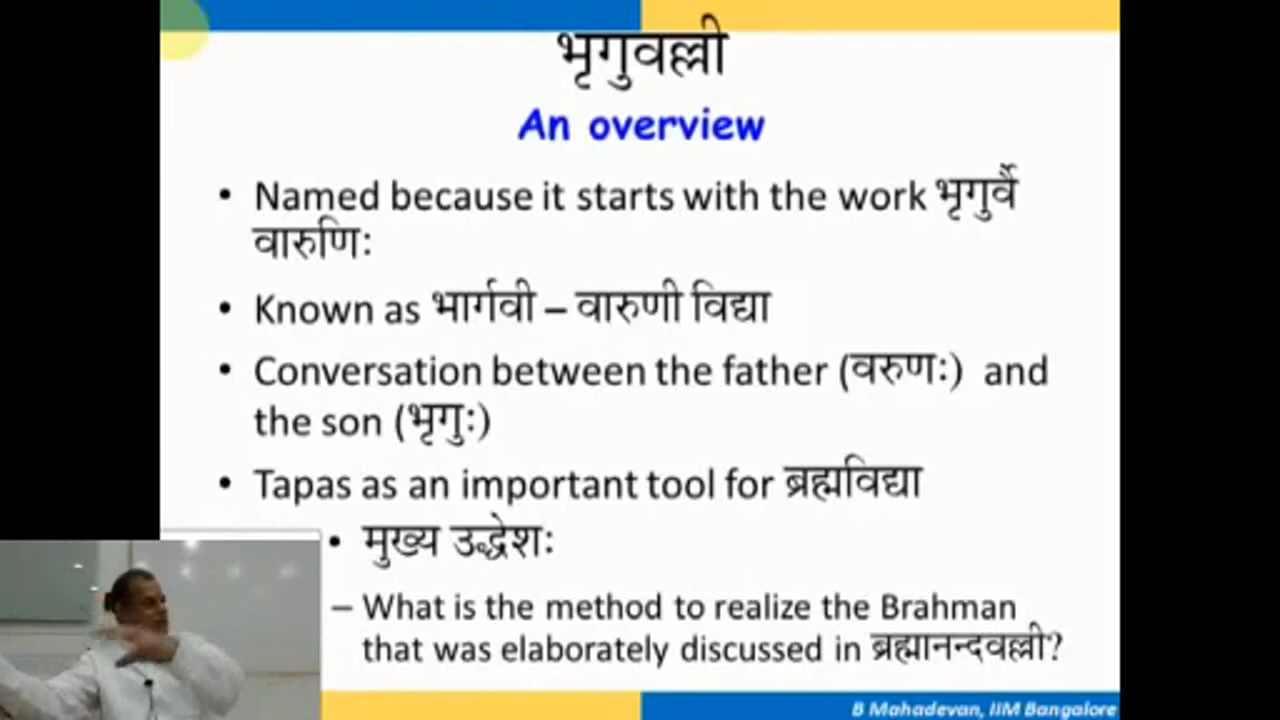 भृगुवल्ली
An overview
• Named because it starts with the work भृगुर्वै
वारुणिः
• Known as भार्गवी – वारुणी विद्या
• Conversation between the father (वरुणः) and
the son (भृगुः)
• Tapas as an important tool for ब्रह्मविद्या
• मुख्य उद्धेशः
– What is the method to realize the Brahman
that was elaborately discussed in ब्रह्मानन्दवल्ली?
B Mahadevan, IIM Bangalore